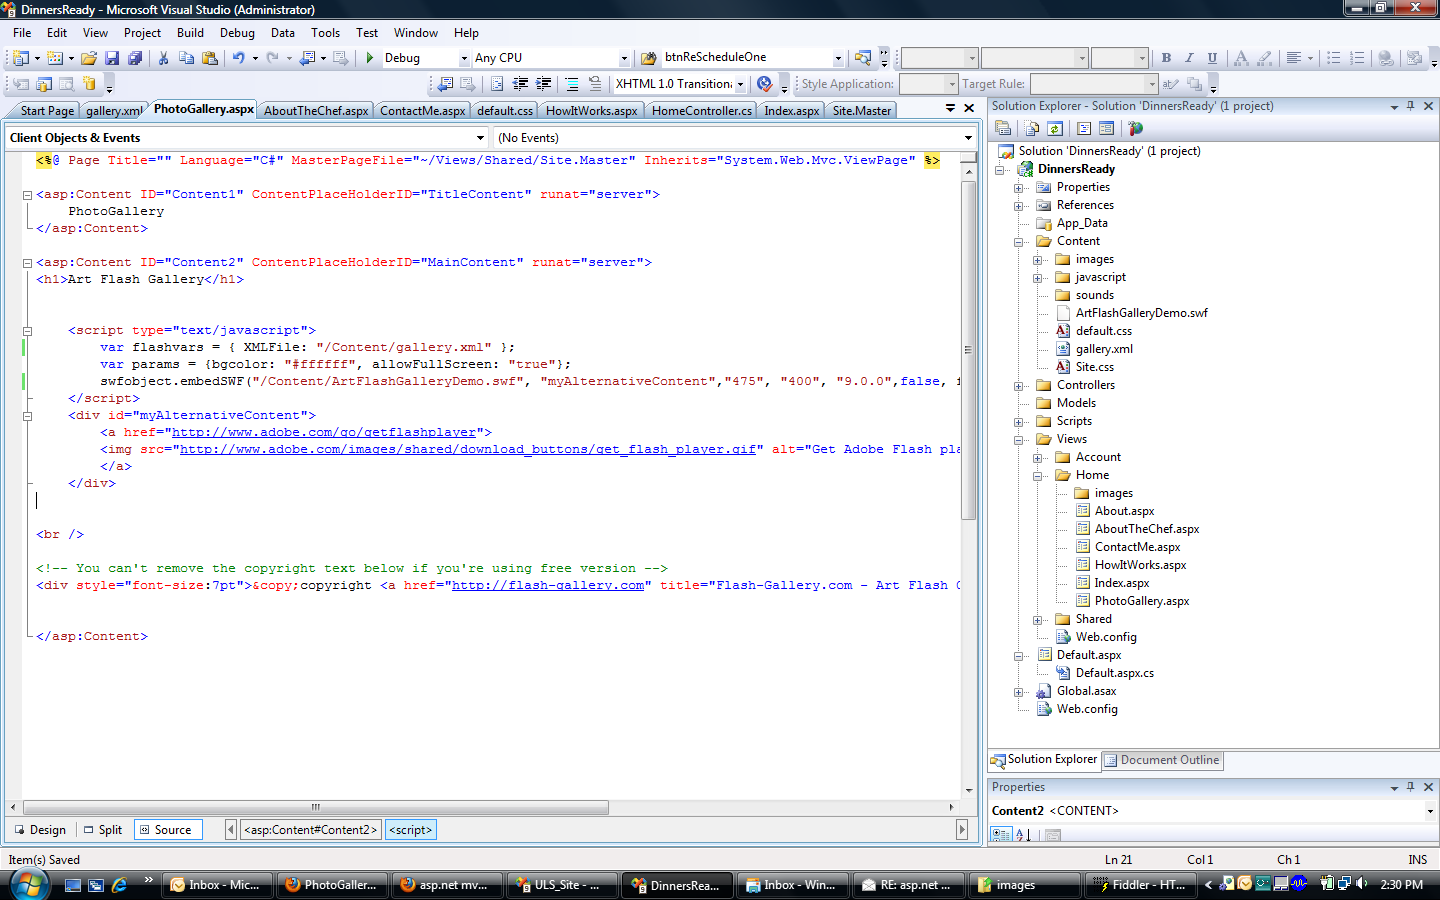 DinnersReady - Microsoft Visual Studio (Administrator)
File Edit View Project Build Debug Data Tools Test Window Help
Debug Any CPU btnReScheduleOne
XHTML 1.0 Transition Style Application: Target Rule:
Start Page gallery.xml PhotoGallery.aspx AboutTheChef.aspx ContactMe.aspx default.css HowItWorks.aspx HomeController.cs Index.aspx Site.Master
Client Objects & Events (No Events)
<%@ Page Title="" Language="C#" MasterPageFile="~/Views/Shared/Site.Master" Inherits="System.Web.Mvc.ViewPage" %>
<asp:Content ID="Content1" ContentPlaceHolderID="TitleContent" runat="server">
PhotoGallery
</asp:Content>
<asp:Content ID="Content2" ContentPlaceHolderID="MainContent" runat="server">
<h1>Art Flash Gallery</h1>
<script type="text/javascript">
var flashvars = { XMLFile: "/Content/gallery.xml" };
var params = {bgcolor: "#ffffff", allowFullScreen: "true"};
swfobject.embedSWF("/Content/ArtFlashGalleryDemo.swf", "myAlternativeContent","475", "400", "9.0.0",false, f
</script>
<div id="myAlternativeContent">
<a href="http://www.adobe.com/go/getflashplayer">
<img src="http://www.adobe.com/images/shared/download_buttons/get_flash_player.gif" alt="Get Adobe Flash pla
</a>
</div>
<br />
<!-- You can't remove the copyright text below if you're using free version -->
<div style="font-size:7pt">&copy;copyright <a href="http://flash-gallery.com" title="Flash-Gallery.com - Art Flash G
</asp:Content>
Design Split Source <asp:Content#Content2> <script>
Solution Explorer - Solution 'DinnersReady' (1 project)
Solution 'DinnersReady' (1 project)
DinnersReady
Properties
References
App_Data
Content
images
javascript
sounds
ArtFlashGalleryDemo.swf
default.css
gallery.xml
Site.css
Controllers
Models
Scripts
Views
Account
Home
images
About.aspx
AboutTheChef.aspx
ContactMe.aspx
HowItWorks.aspx
Index.aspx
PhotoGallery.aspx
Shared
Web.config
Default.aspx
Default.aspx.cs
Global.asax
Web.config
Solution Explorer Document Outline
Properties
Content2 <CONTENT>
Item(s) Saved Ln 21 Col 1 Ch 1 INS
Inbox - Mic... PhotoGaller... asp.net mv... ULS_Site - ... DinnersRea... Inbox - Win... RE: asp.net ... images Fiddler - HT... 2:30 PM